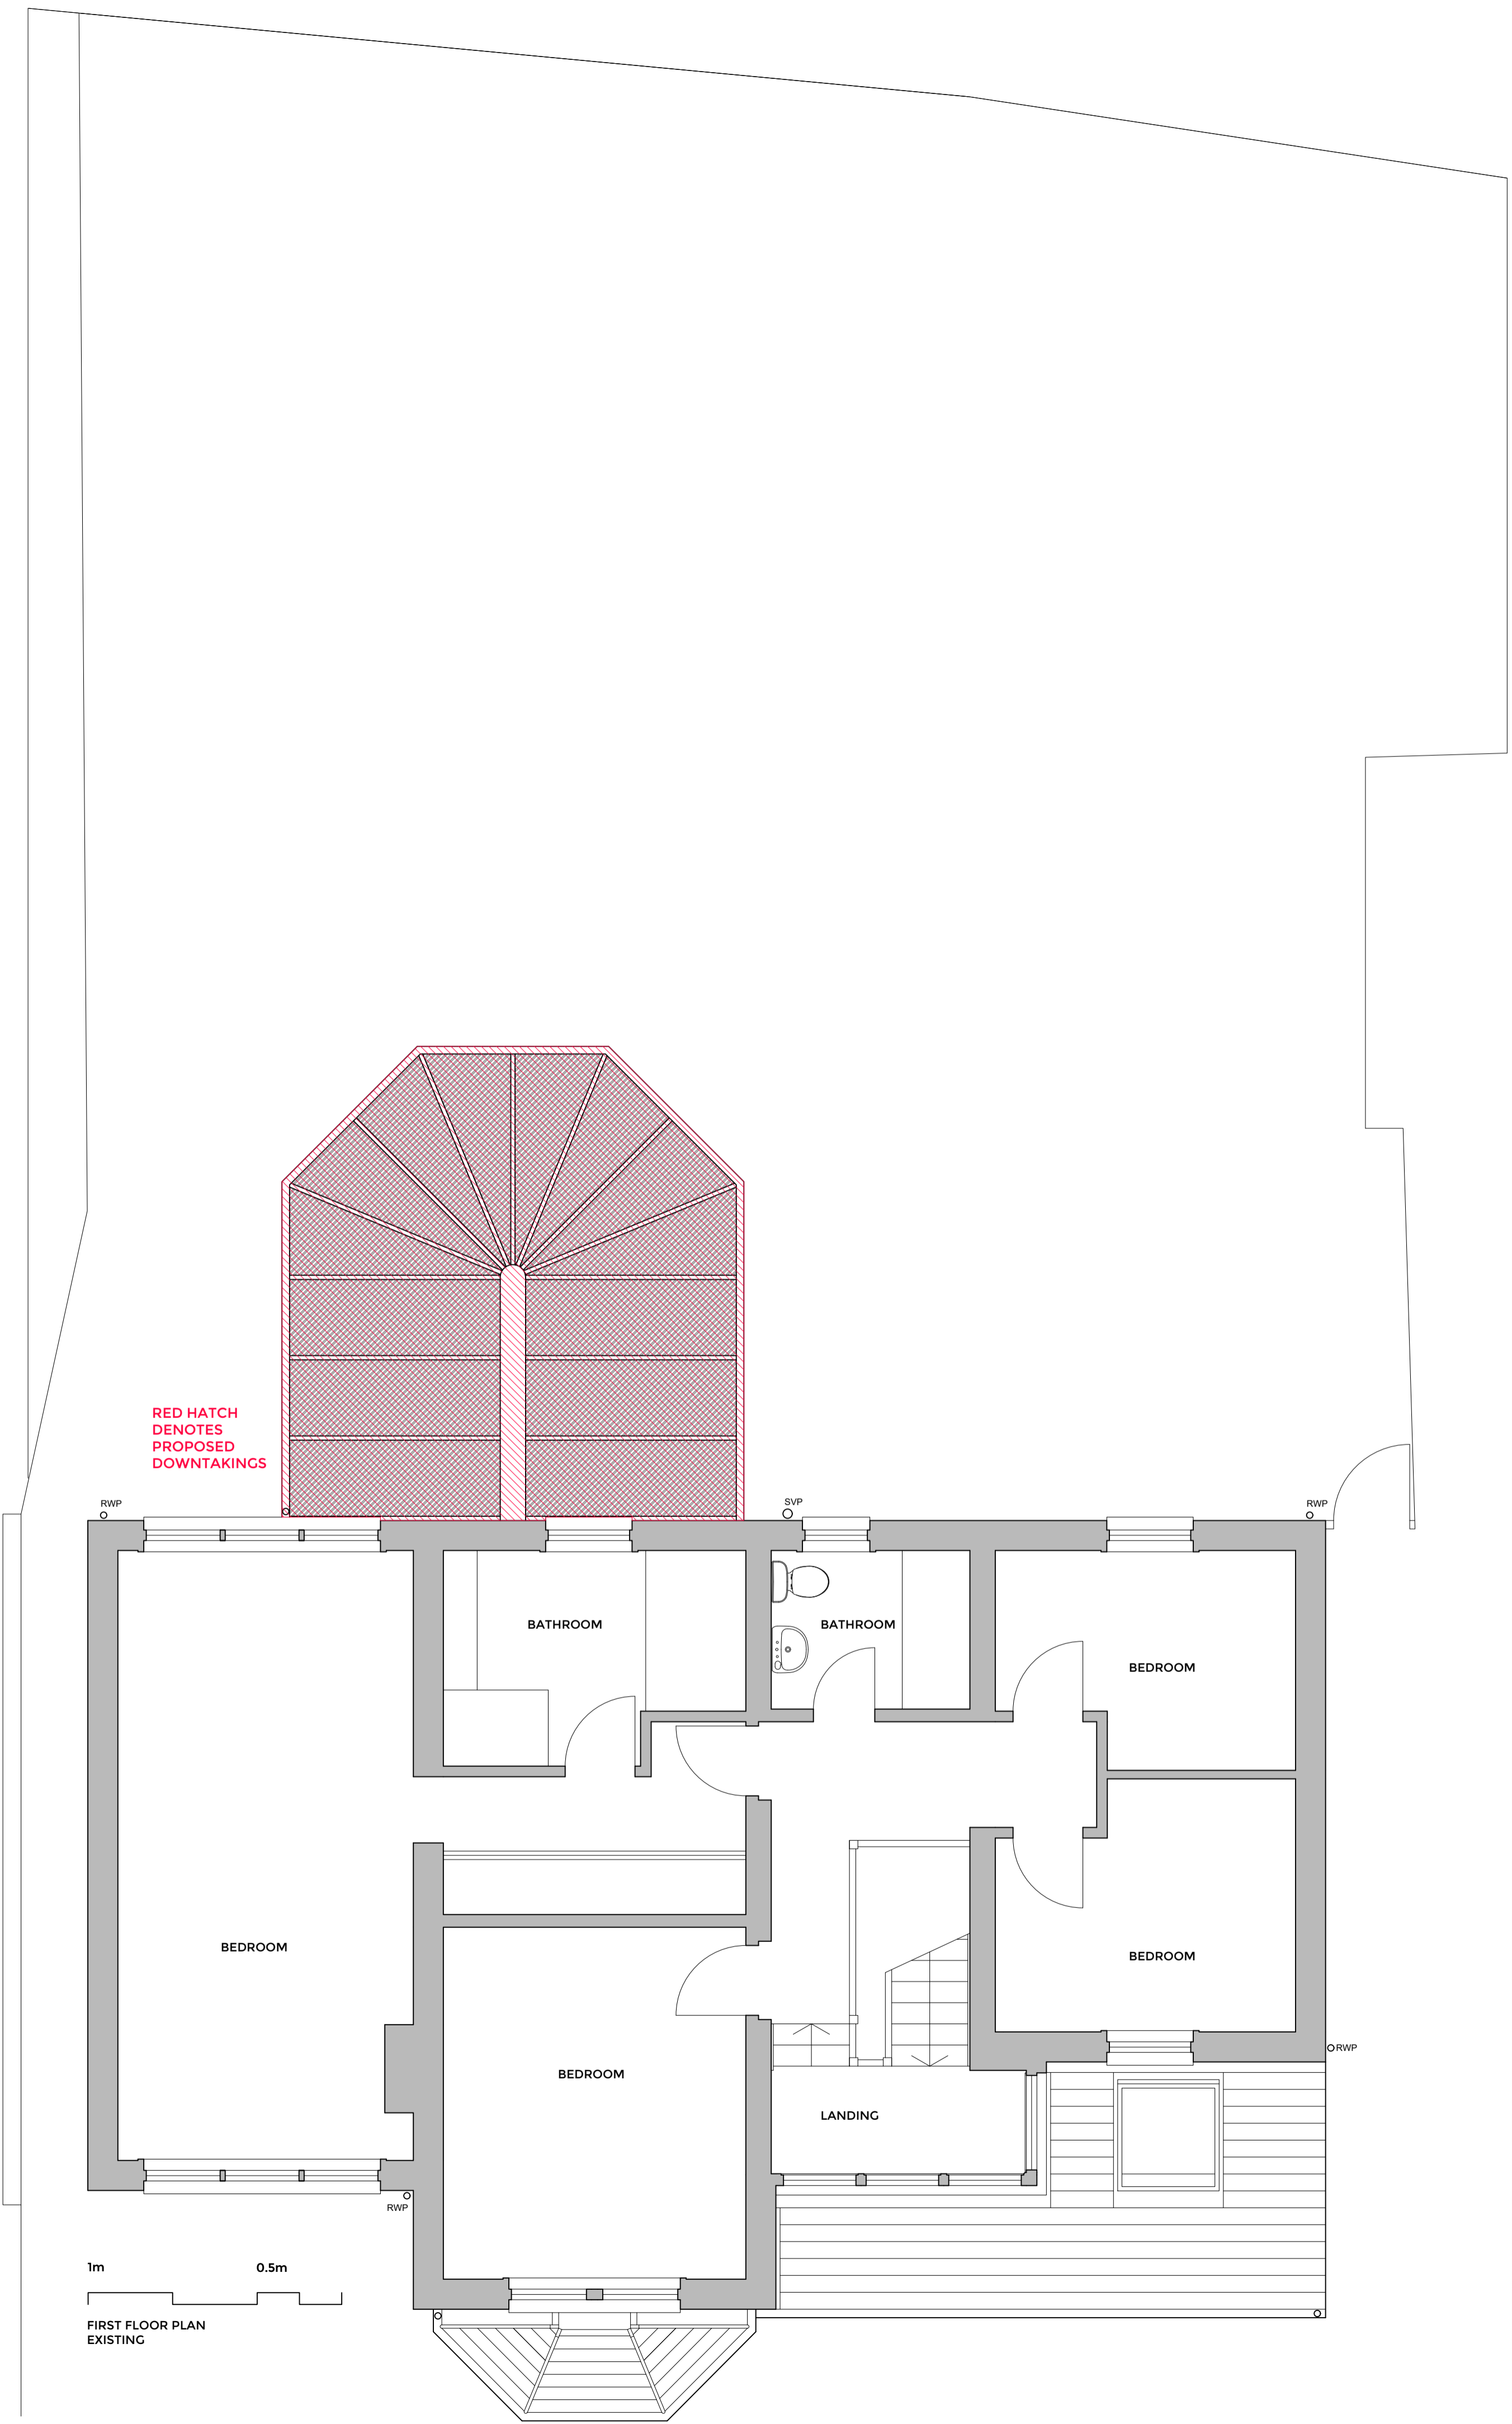 RED HATCH
DENOTES
PROPOSED
DOWNTAKINGS
RWP
SVP
RWP
BATHROOM
BATHROOM
BEDROOM
BEDROOM
BEDROOM
RWP
BEDROOM
LANDING
RWP
1m 0.5m
FIRST FLOOR PLAN
EXISTING